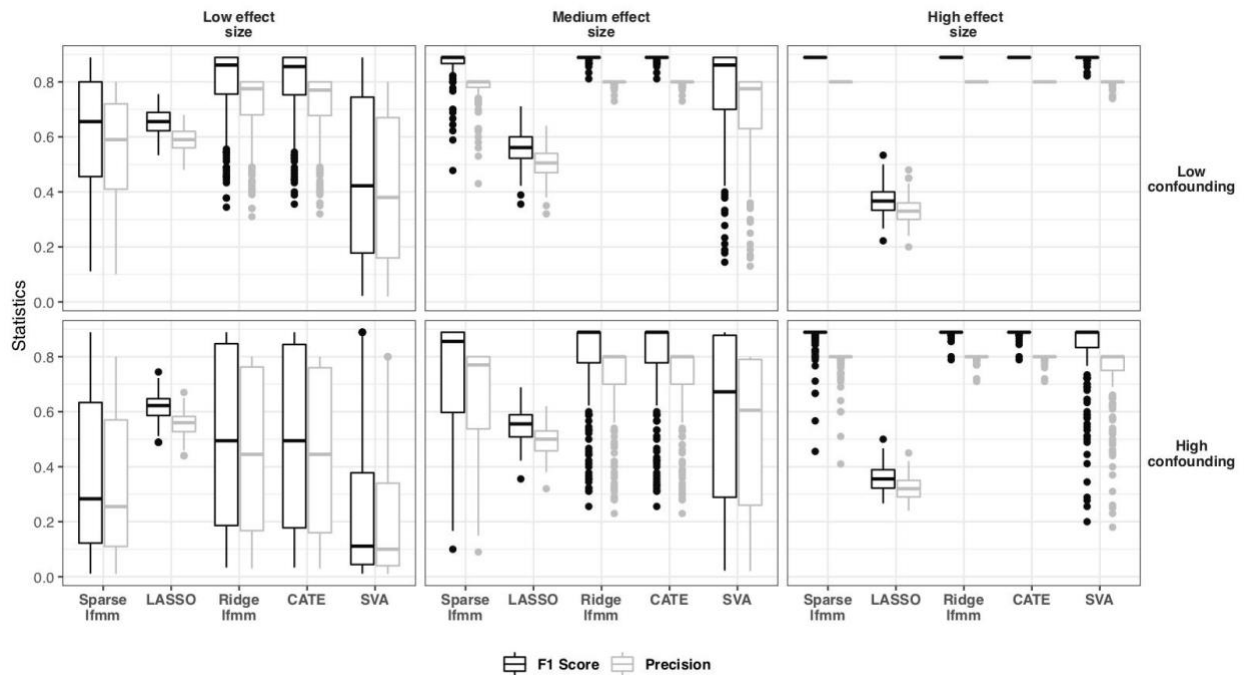 Low effect
size
Medium effect
size
High effect
size
0.8
0.6
0.4
0.2
0.0
Low
confounding
Statistics
0.8
0.6
0.4
0.2
0.0
High
confounding
Sparse
lfmm
LASSO
Ridge
lfmm
CATE
SVA
Sparse
lfmm
LASSO
Ridge
lfmm
CATE
SVA
Sparse
lfmm
LASSO
Ridge
lfmm
CATE
SVA
F1 Score
Precision